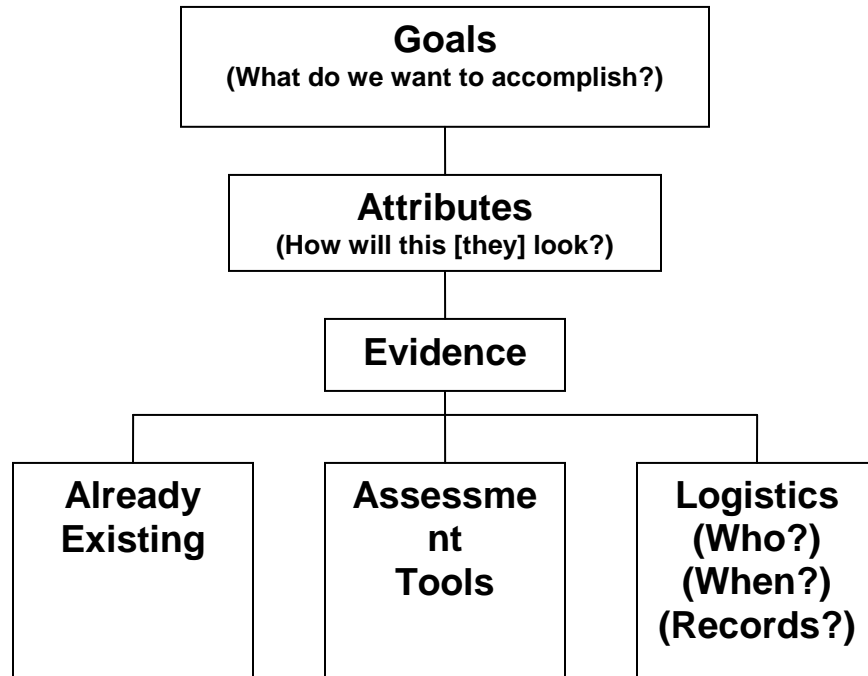 Goals
(What do we want to accomplish?)
Attributes
(How will this [they] look?)
Evidence
Already
Existing
Assessme
nt
Tools
Logistics
(Who?)
(When?)
(Records?)